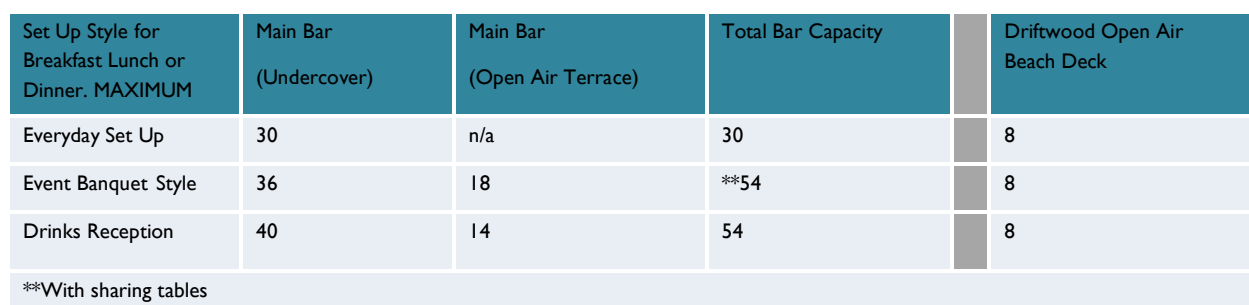 Set Up Style for
Breakfast Lunch or
Dinner. MAXIMUM
Main Bar
(Undercover)
Main Bar
(Open Air Terrace)
Total Bar Capacity
Driftwood Open Air
Beach Deck
Everyday Set Up 30 n/a 30 8
Event Banquet Style 36 18 **54 8
Drinks Reception 40 14 54 8
**With sharing tables